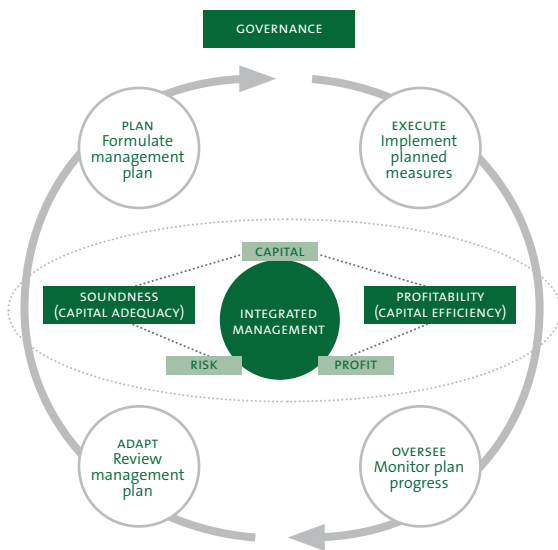 GOVERNANCE
PLAN
Formulate
management
plan
EXECUTE
Implement
planned
measures
CAPITAL
SOUNDNESS
(CAPITAL ADEQUACY)
INTEGRATED
MANAGEMENT
PROFITABILITY
(CAPITAL EFFICIENCY)
RISK
PROFIT
ADAPT
Review
management
plan
OVERSEE
Monitor plan
progress